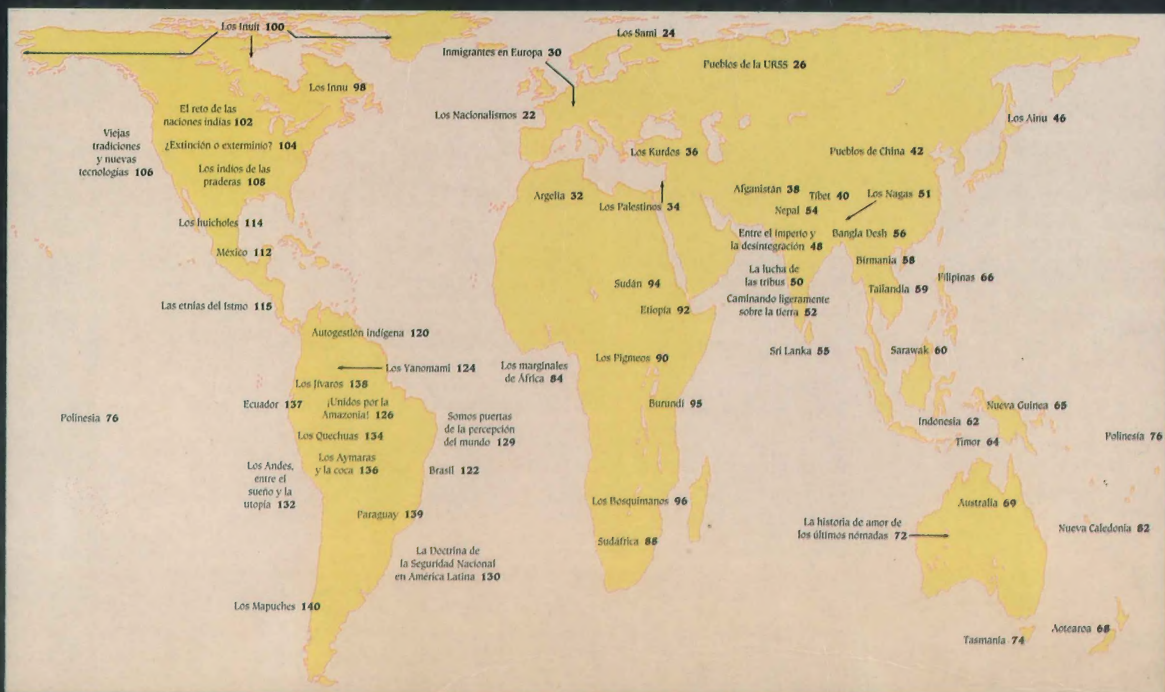 Los Inuit 100
Los Sami 24
Inmigrantes en Europa 30
Pueblos de la URSS 26
Los Innu 98
El reto de las
naciones indias 102
Los Nacionalismos 22
Los Ainu 46
Viejas
tradiciones
y nuevas
tecnologías 106
¿Extinción o exterminio? 104
Los Kurdos 36
Pueblos de China 42
Los indios de las
praderas 108
Argelia 32
Los Palestinos 34
Afganistán 38
Tíbet 40
Los Nagas 51
Nepal 54
Los huicholes 114
Entre el imperio y
la desintegración 48
Bangla Desh 56
México 112
Birmania 58
La lucha de
las tribus 50
Filipinas 66
Sudán 94
Tailandia 59
Las etnias del Istmo 115
Etiopía 92
Caminando ligeramente
sobre la tierra 52
Autogestión indígena 120
Sri Lanka 55
Sarawak 60
Los Pigmeos 90
Los Yanomami 124
Los marginales
de África 84
Los Jívaros 138
Ecuador 137
¡Unidos por la
Amazonia! 126
Burundi 95
Nueva Guinea 65
Polinesia 76
Somos puertas
de la percepción
del mundo 129
Indonesia 62
Los Quechuas 134
Timor 64
Polinesia 76
Los Aymaras
y la coca 136
Los Andes,
entre el
sueño y la
utopía 132
Brasil 122
Los Bosquimanos 96
Australia 69
Paraguay 139
La historia de amor de
los últimos nómadas 72
Nueva Caledonia 82
Sudáfrica 88
La Doctrina de
la Seguridad Nacional
en América Latina 130
Los Mapuches 140
Aotearoa 68
Tasmania 74